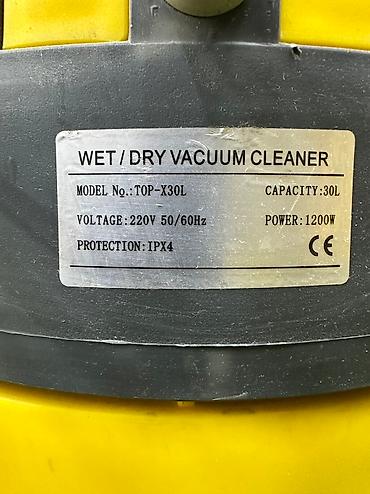 WET / DRY VACUUM CLEANER
MODEL No.:TOP-X30L CAPACITY:30L
VOLTAGE:220V 50/60Hz POWER:1200W
PROTECTION:IPX4 CE